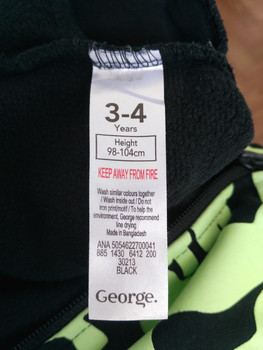 3-4
Years
Height
98-104cm
KEEP AWAY FROM FIRE
Wash similar colours together
/ Wash inside out / Do not
iron print/motif / To help the
environment, George recommend
line drying.
Made in Bangladesh
ANA 5054622700041
885 1430 6412 200
30213
BLACK
George.